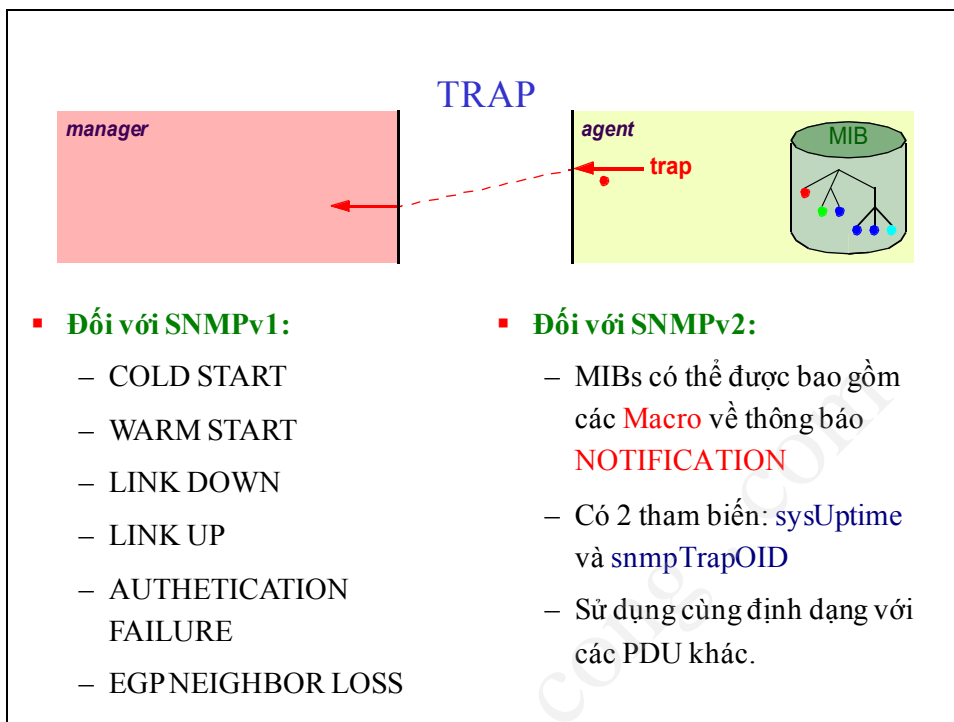 TRAP
manager
agent
MIB
trap
▪ Đối với SNMPv1:
– COLD START
– WARM START
– LINK DOWN
– LINK UP
– AUTHETICATION
FAILURE
– EGP NEIGHBOR LOSS
▪ Đối với SNMPv2:
– MIBs có thể được bao gồm
các Macro về thông báo
NOTIFICATION
– Có 2 tham biến: sysUptime
và snmpTrapOID
– Sử dụng cùng định dạng với
các PDU khác.
cong com